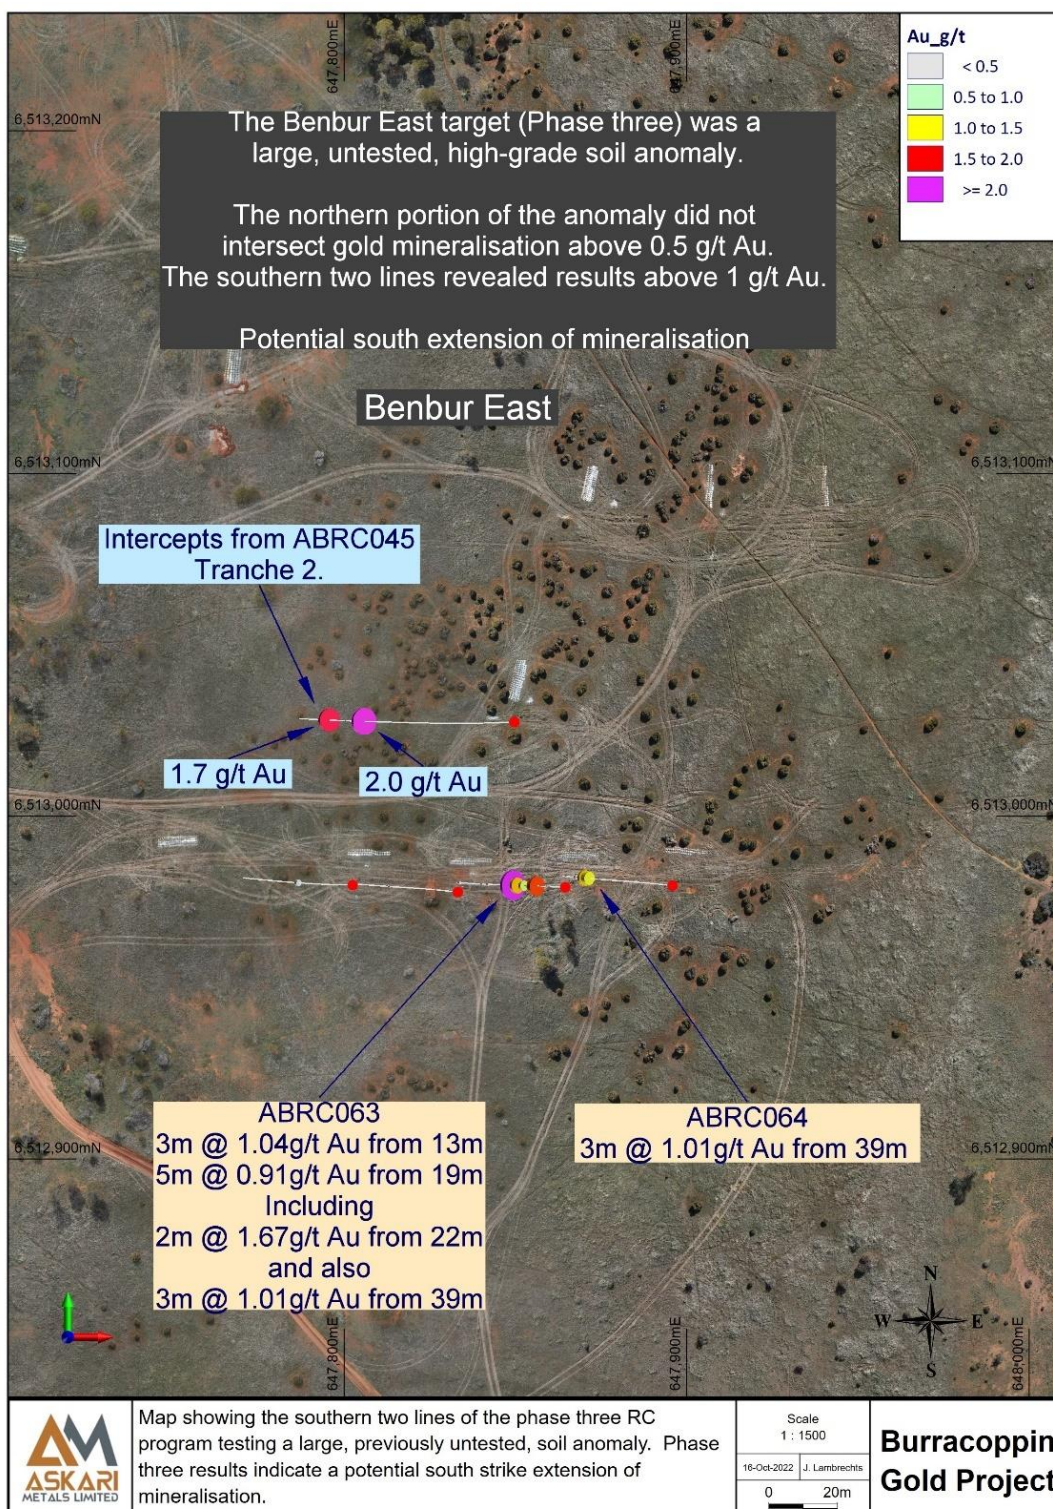 647,800mE
647,900mE
Au_g/t
< 0.5
0.5 to 1.0
1.0 to 1.5
1.5 to 2.0
>= 2.0
6,513,200mN
The Benbur East target (Phase three) was a
large, untested, high-grade soil anomaly.
The northern portion of the anomaly did not
intersect gold mineralisation above 0.5 g/t Au.
The southern two lines revealed results above 1 g/t Au.
Potential south extension of mineralisation
Benbur East
6,513,100mN
6,513,100mN
Intercepts from ABRC045
Tranche 2.
1.7 g/t Au
2.0 g/t Au
6,513,000mN
6,513,000mN
ABRC063
3m @ 1.04g/t Au from 13m
5m @ 0.91g/t Au from 19m
Including
2m @ 1.67g/t Au from 22m
and also
3m @ 1.01g/t Au from 39m
ABRC064
3m @ 1.01g/t Au from 39m
6,512,900mN
6,512,900mN
N
W
E
S
647,800mE
647,900mE
648,000mE
AM
ASKARI
METALS LIMITED
Map showing the southern two lines of the phase three RC
program testing a large, previously untested, soil anomaly. Phase
three results indicate a potential south strike extension of
mineralisation.
Scale
1 : 1500
16-Oct-2022
J. Lambrechts
0
20m
Burracoppin
Gold Project